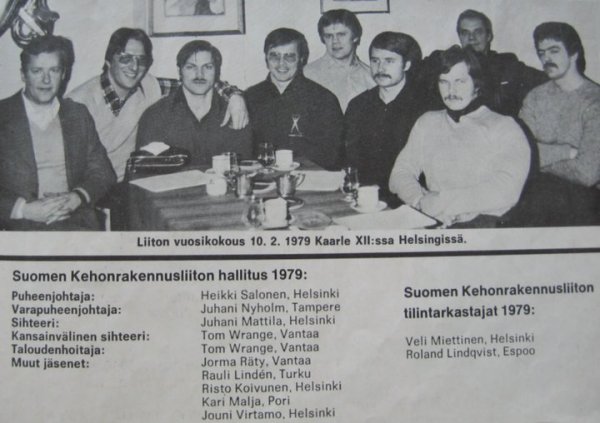 Liiton vuosikokous 10. 2. 1979 Kaarle XII:ssa Helsingissä.
Suomen Kehonrakennusliiton hallitus 1979:
Puheenjohtaja: Heikki Salonen, Helsinki
Varapuheenjohtaja: Juhani Nyholm, Tampere
Sihteeri: Juhani Mattila, Helsinki
Kansainvälinen sihteeri: Tom Wrange, Vantaa
Taloudenhoitaja: Tom Wrange, Vantaa
Muut jäsenet: Jorma Räty, Vantaa
Rauli Lindén, Turku
Risto Koivunen, Helsinki
Kari Malja, Pori
Jouni Virtamo, Helsinki
Suomen Kehonrakennusliiton
tilintarkastajat 1979:
Veli Miettinen, Helsinki
Roland Lindqvist, Espoo